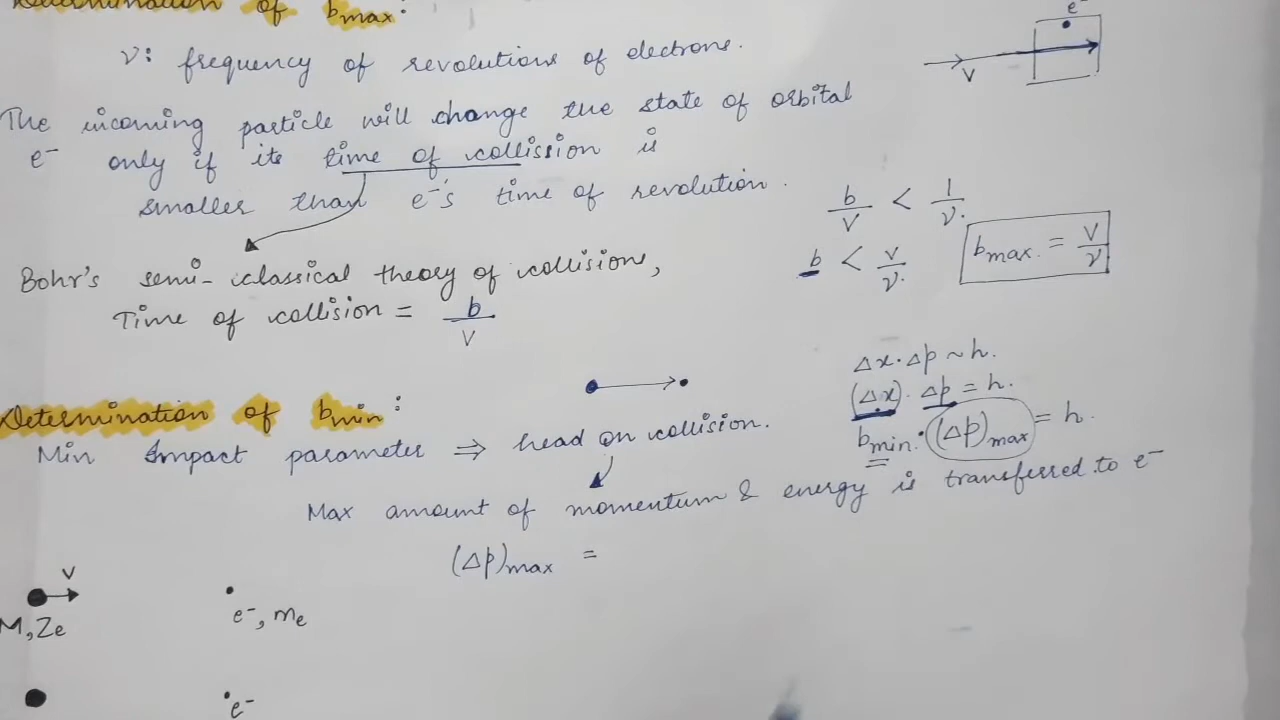 Determination of bmax:
e-
ν: frequency of revolutions of electrons.
V
The incoming particle will change the state of orbital
e- only if its time of collission is
smaller than e-'s time of revolution.
b/V < 1/ν.
b < V/ν.
bmax. = V/ν
Bohr's semi-classical theory of collisions,
Time of collision = b/V
Δx.Δp ~ h.
(Δx). Δp = h.
bmin.(Δp)max = h.
Determination of bmin:
Min Impact parameter ⇒ head on collision.
Max amount of momentum & energy is transferred to e-
(Δp)max =
V
M, Ze
e-, me
e-